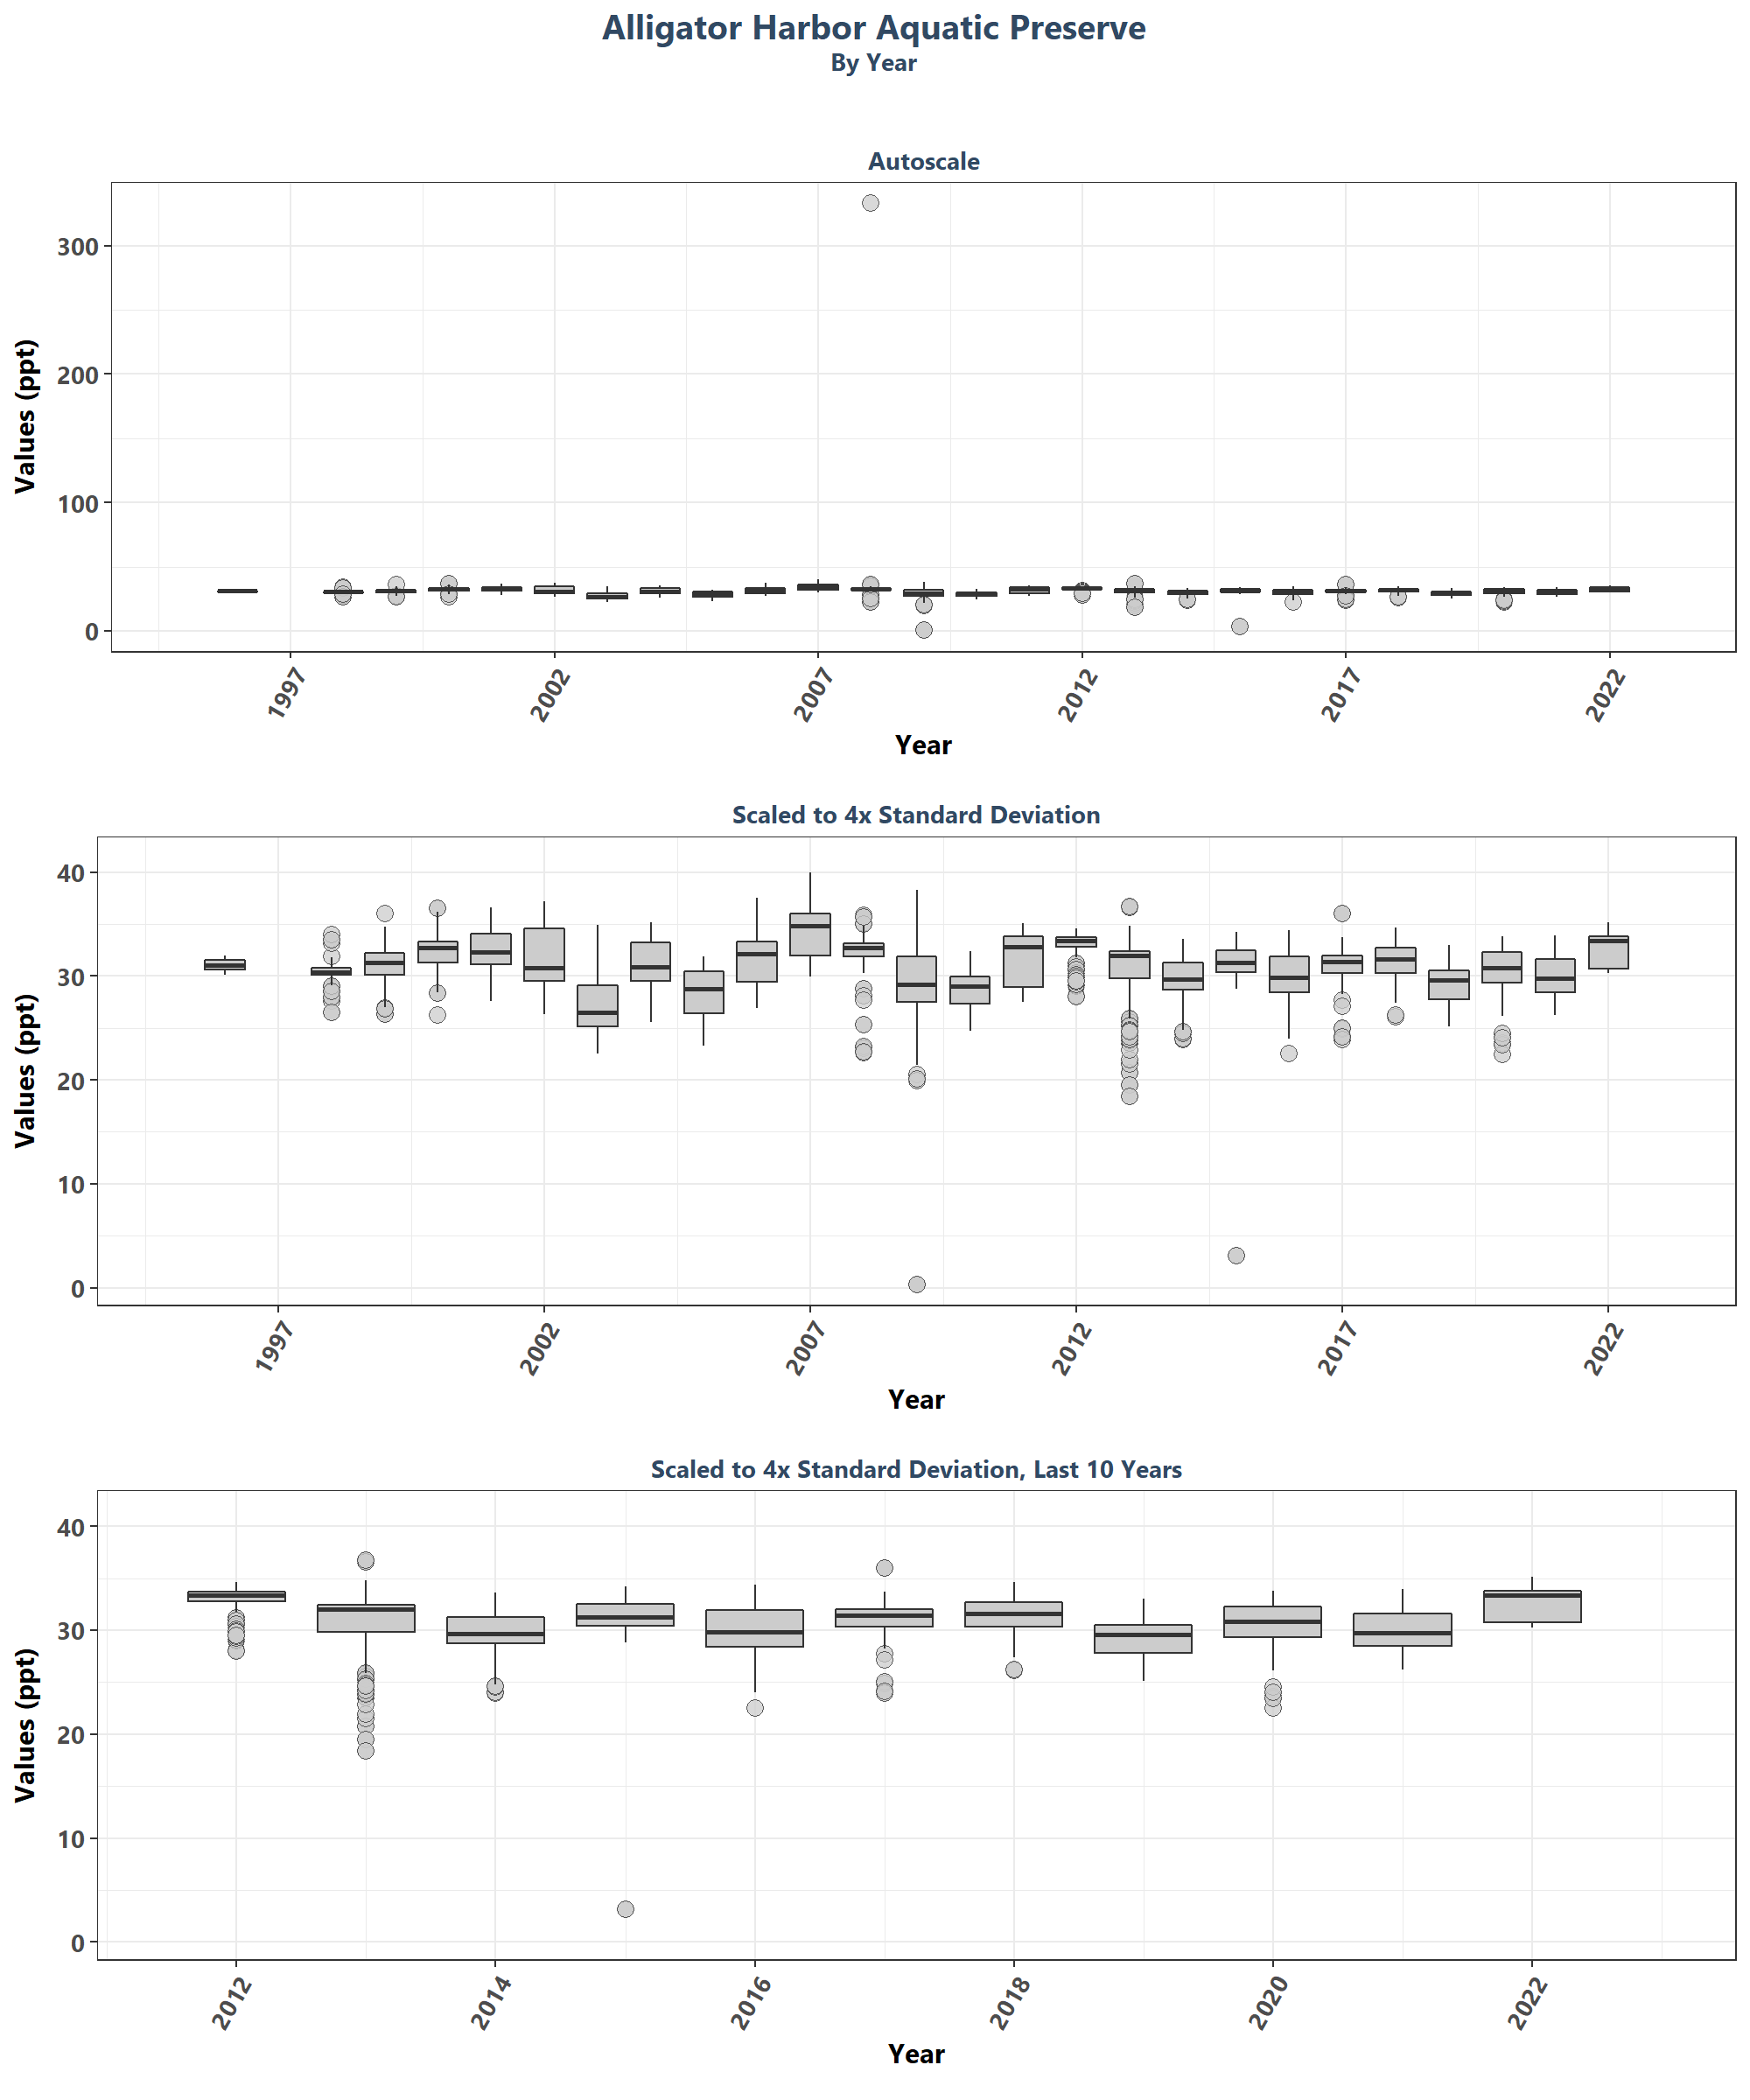 Alligator Harbor Aquatic Preserve
By Year
Autoscale
Values (ppt)
300
200
100
0
1997
2002
2007
2012
2017
2022
Year
Scaled to 4x Standard Deviation
Values (ppt)
40
30
20
10
0
1997
2002
2007
2012
2017
2022
Year
Scaled to 4x Standard Deviation, Last 10 Years
Values (ppt)
40
30
20
10
0
2012
2014
2016
2018
2020
2022
Year